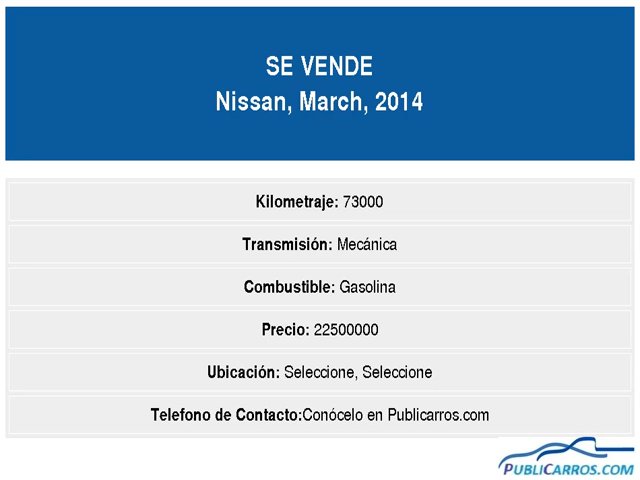 SE VENDE
Nissan, March, 2014
Kilometraje: 73000
Transmisión: Mecánica
Combustible: Gasolina
Precio: 22500000
Ubicación: Seleccione, Seleccione
Telefono de Contacto:Conócelo en Publicarros.com
PUBLICARROS.COM